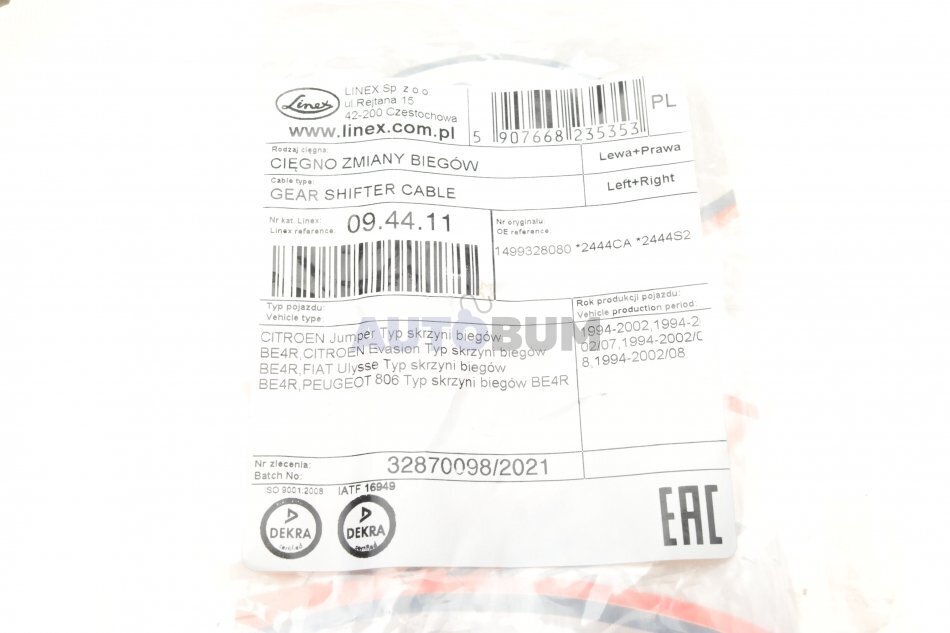 Linex
LINEX Sp. z o.o.
ul.Rejtana 15
42-200 Częstochowa
www.linex.com.pl
5 907668 235353
PL
Rodzaj cięgna:
CIĘGNO ZMIANY BIEGÓW
Lewa+Prawa
Cable type:
GEAR SHIFTER CABLE
Left+Right
Nr kat. Linex:
Linex reference:
09.44.11
Nr oryginału
OE reference
1499328080 *2444CA *2444S2
Typ pojazdu:
Vehicle type:
Rok produkcji pojazdu:
Vehicle production period:
CITROEN Jumper Typ skrzyni biegów
BE4R,CITROEN Evasion Typ skrzyni biegów
BE4R,FIAT Ulysse Typ skrzyni biegów
BE4R,PEUGEOT 806 Typ skrzyni biegów BE4R
1994-2002,1994-2
02/07,1994-2002/0
8,1994-2002/08
AUTOBUM
Nr zlecenia:
Batch No:
32870098/2021
ISO 9001:2008
IATF 16949
DEKRA
certified
DEKRA
certified
EAC